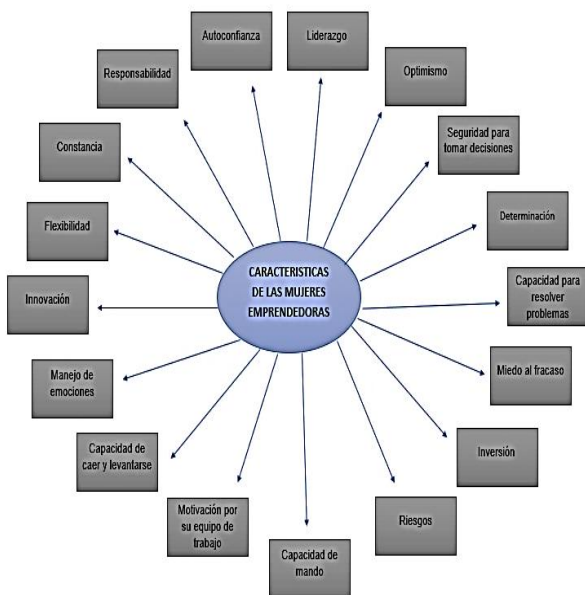 Autoconfianza
Liderazgo
Optimismo
Responsabilidad
Seguridad para
tomar decisiones
Constancia
Determinación
Flexibilidad
CARACTERISTICAS
DE LAS MUJERES
EMPRENDEDORAS
Capacidad para
resolver
problemas
Innovación
Miedo al fracaso
Manejo de
emociones
Inversión
Capacidad de
caer y levantarse
Riesgos
Motivación por
su equipo de
trabajo
Capacidad de
mando